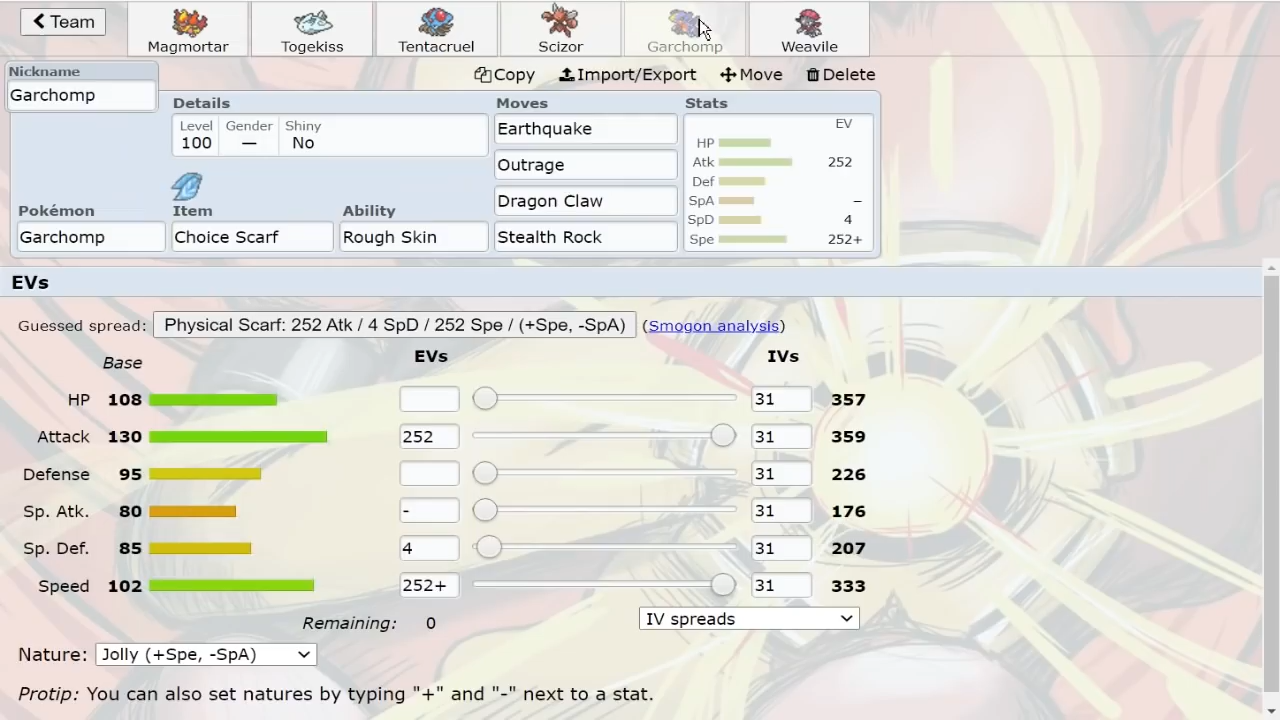 Team
Magmortar
Togekiss
Tentacruel
Scizor
Garchomp
Weavile
Nickname
Garchomp
Copy
Import/Export
Move
Delete
Details
Level
100
Gender
—
Shiny
No
Pokémon
Garchomp
Item
Choice Scarf
Ability
Rough Skin
Moves
Earthquake
Outrage
Dragon Claw
Stealth Rock
Stats
EV
HP
Atk 252
Def
SpA –
SpD 4
Spe 252+
EVs
Guessed spread: Physical Scarf: 252 Atk / 4 SpD / 252 Spe / (+Spe, -SpA) (Smogon analysis)
Base EVs IVs
HP 108 31 357
Attack 130 252 31 359
Defense 95 31 226
Sp. Atk. 80 - 31 176
Sp. Def. 85 4 31 207
Speed 102 252+ 31 333
Remaining: 0
IV spreads
Nature: Jolly (+Spe, -SpA)
Protip: You can also set natures by typing "+" and "-" next to a stat.